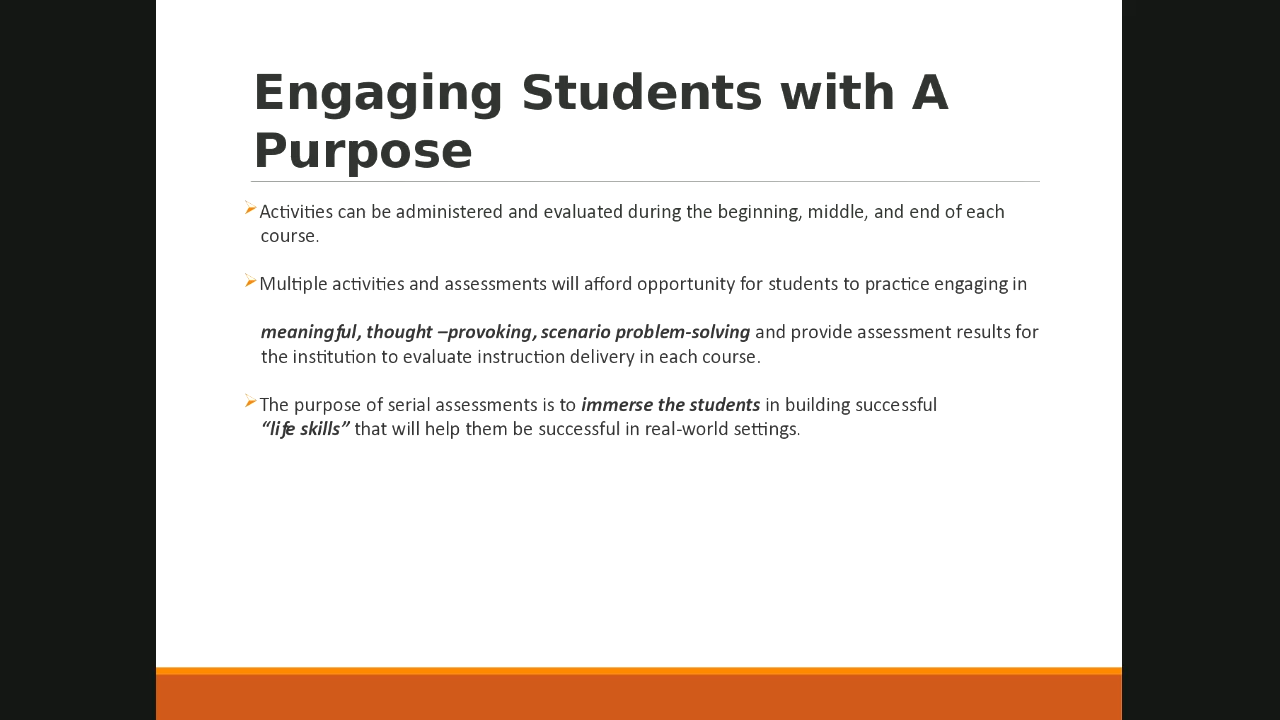 Engaging Students with A
Purpose
Activities can be administered and evaluated during the beginning, middle, and end of each
course.
Multiple activities and assessments will afford opportunity for students to practice engaging in
meaningful, thought –provoking, scenario problem-solving and provide assessment results for
the institution to evaluate instruction delivery in each course.
The purpose of serial assessments is to immerse the students in building successful
“life skills” that will help them be successful in real-world settings.